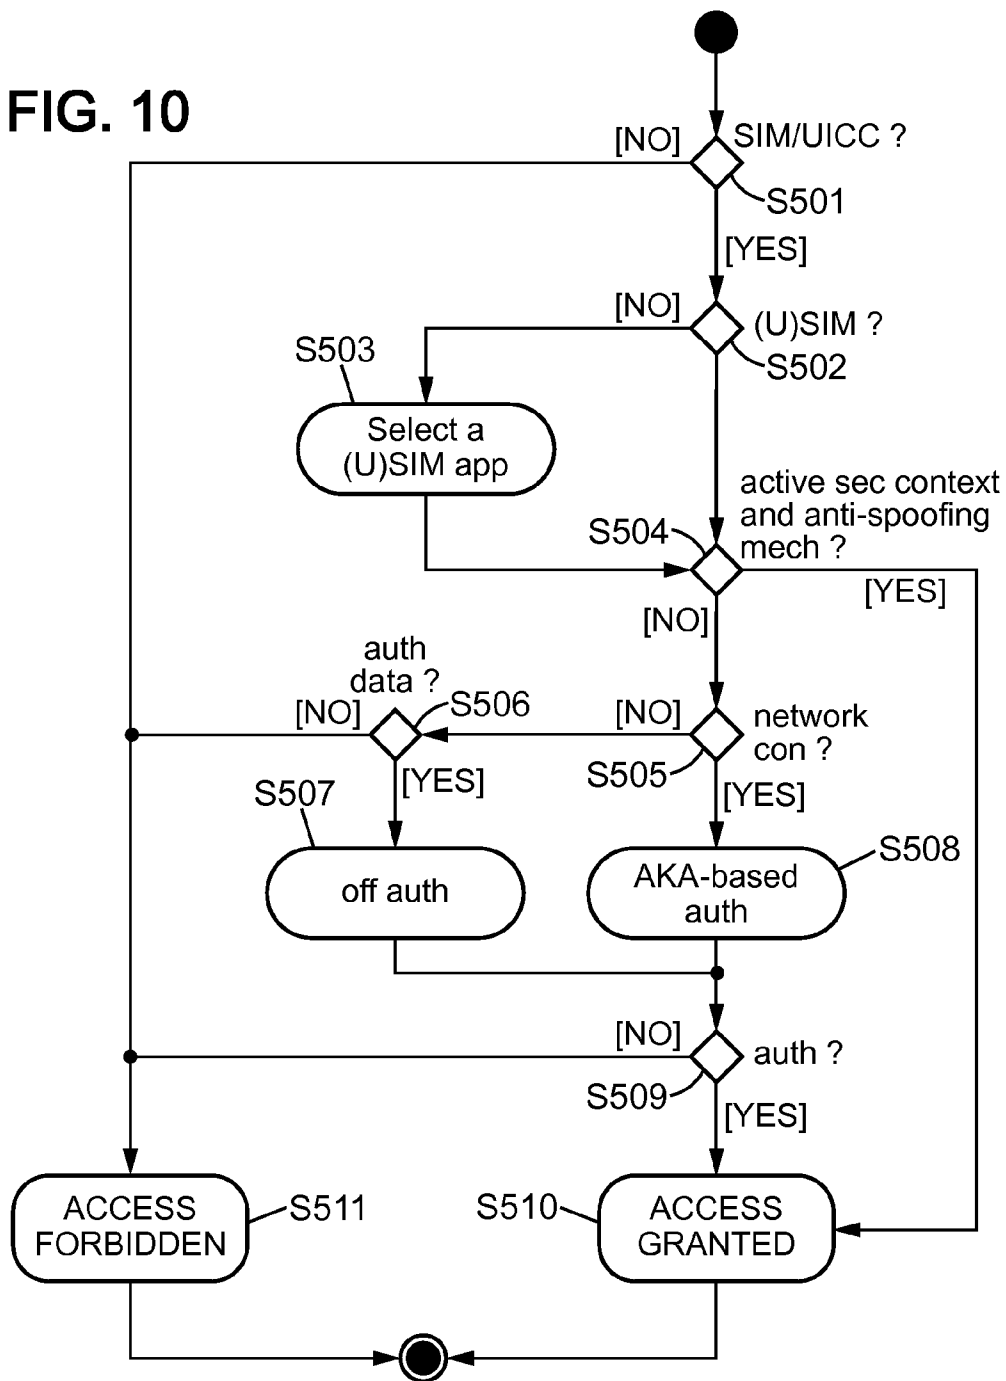 FIG. 10
[NO]
SIM/UICC ?
S501
[YES]
[NO]
(U)SIM ?
S502
S503
Select a
(U)SIM app
active sec context
and anti-spoofing
mech ?
S504
[YES]
[NO]
auth
data ?
S506
[NO]
[NO]
network
con ?
S505
[YES]
[YES]
S507
S508
off auth
AKA-based
auth
[NO]
auth ?
S509
[YES]
ACCESS
FORBIDDEN
S511
S510
ACCESS
GRANTED